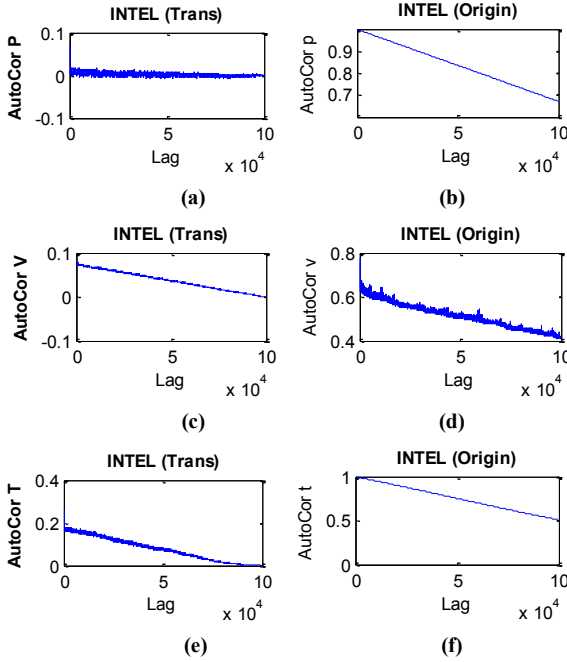 INTEL (Trans)
AutoCor P
0.1
0
-0.1
0 5 10
Lag
x 10^4
(a)
INTEL (Origin)
AutoCor p
0.9
0.8
0.7
0 5 10
Lag
x 10^4
(b)
INTEL (Trans)
AutoCor V
0.1
0
-0.1
0 5 10
Lag
x 10^4
(c)
INTEL (Origin)
AutoCor v
0.8
0.6
0.4
0 5 10
Lag
x 10^4
(d)
INTEL (Trans)
AutoCor T
0.4
0.2
0
0 5 10
Lag
x 10^4
(e)
INTEL (Origin)
AutoCor t
1
0.5
0
0 5 10
Lag
x 10^4
(f)